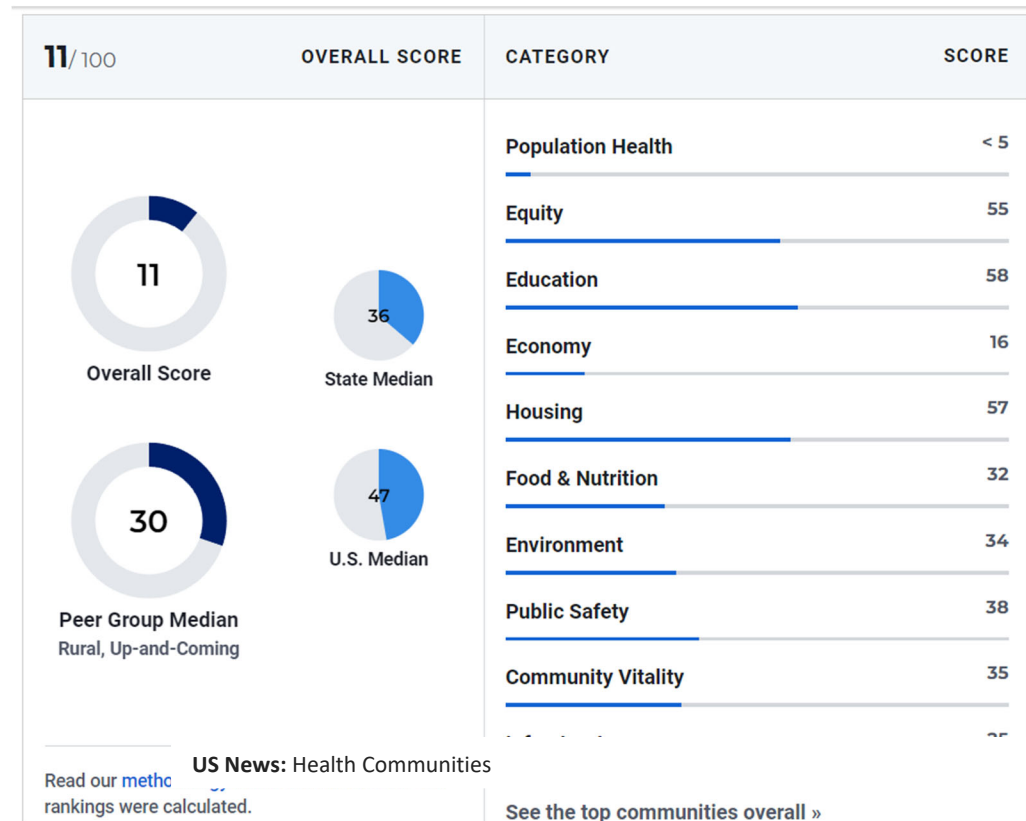 11/ 100 OVERALL SCORE
11
Overall Score
36
State Median
30
Peer Group Median
Rural, Up-and-Coming
47
U.S. Median
Read our
rankings were calculated.
US News: Health Communities
CATEGORY SCORE
Population Health < 5
Equity 55
Education 58
Economy 16
Housing 57
Food & Nutrition 32
Environment 34
Public Safety 38
Community Vitality 35
See the top communities overall »